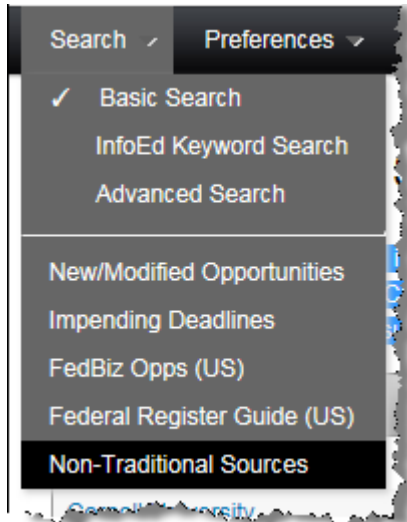 Search Preferences
✓ Basic Search
InfoEd Keyword Search
Advanced Search
New/Modified Opportunities
Impending Deadlines
FedBiz Opps (US)
Federal Register Guide (US)
Non-Traditional Sources